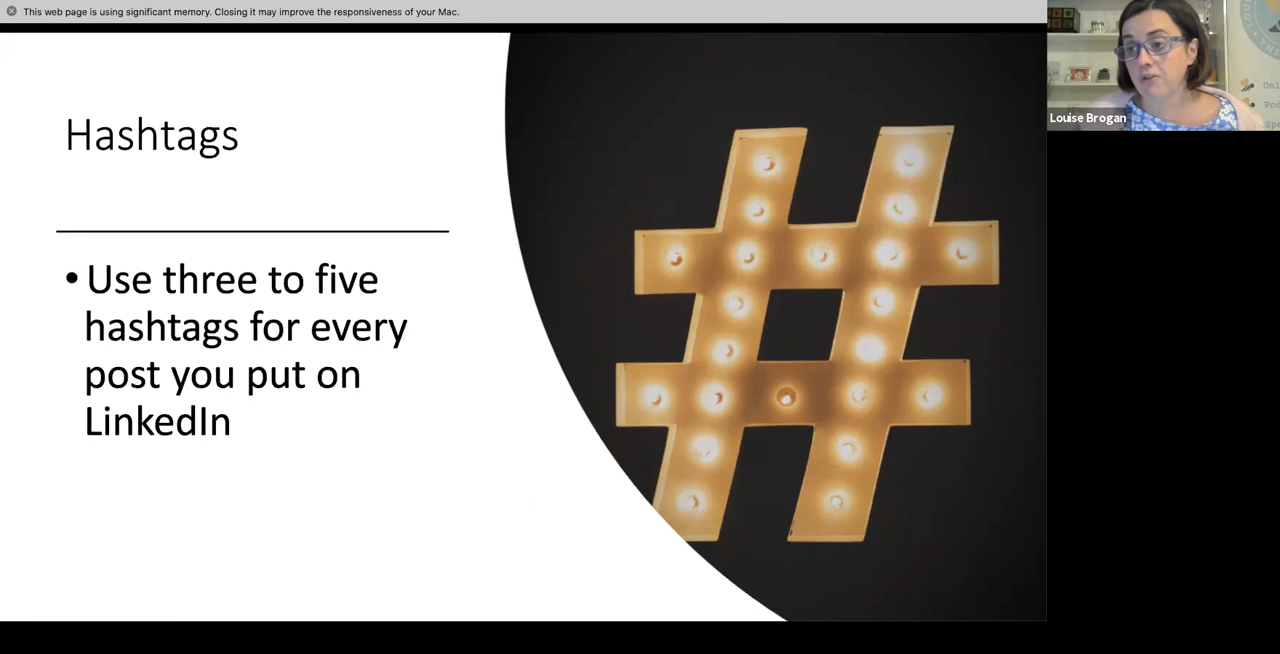 This web page is using significant memory. Closing it may improve the responsiveness of your Mac.
Hashtags
• Use three to five
hashtags for every
post you put on
LinkedIn
Louise Brogan